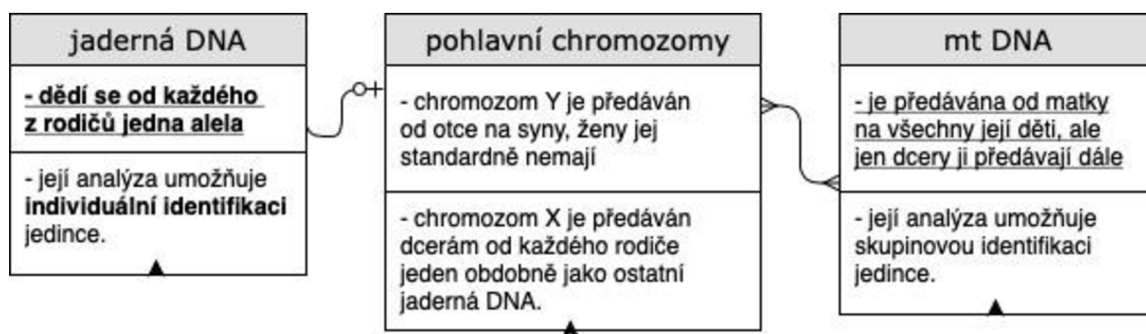 jaderná DNA
- dědí se od každého
z rodičů jedna alela
- její analýza umožňuje
individuální identifikaci
jedince.
pohlavní chromozomy
- chromozom Y je předáván
od otce na syny, ženy jej
standardně nemají
- chromozom X je předáván
dcerám od každého rodiče
jeden obdobně jako ostatní
jaderná DNA.
mt DNA
- je předávána od matky
na všechny její děti, ale
jen dcery ji předávají dále
- její analýza umožňuje
skupinovou identifikaci
jedince.